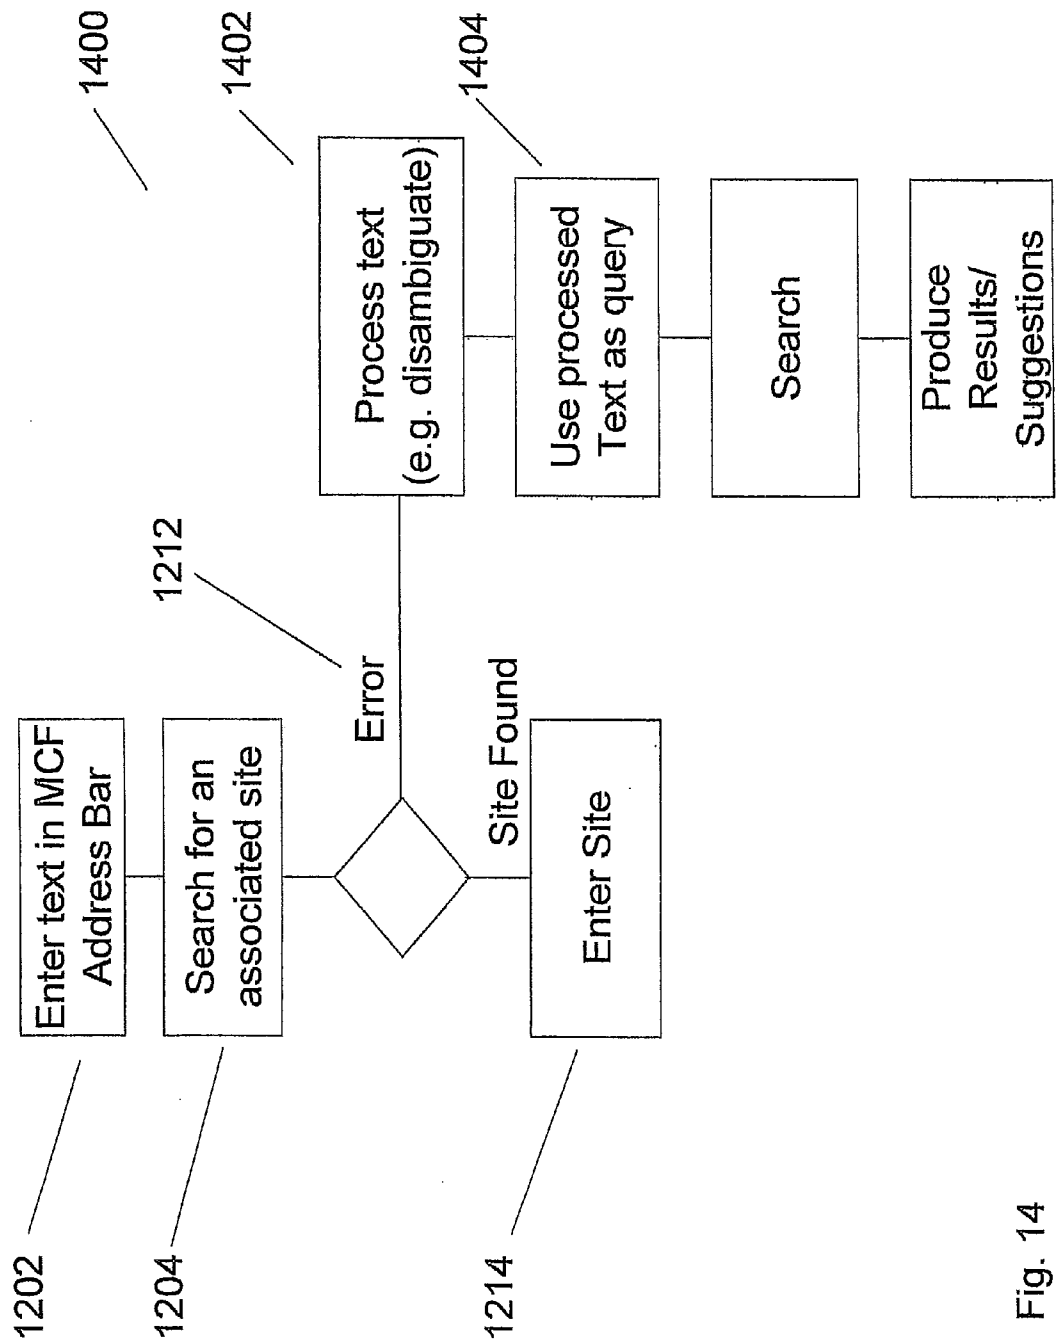 1400
1202
Enter text in MCF
Address Bar
1204
Search for an
associated site
1212
Error
Site Found
1214
Enter Site
1402
Process text
(e.g. disambiguate)
1404
Use processed
Text as query
Search
Produce
Results/
Suggestions
Fig. 14